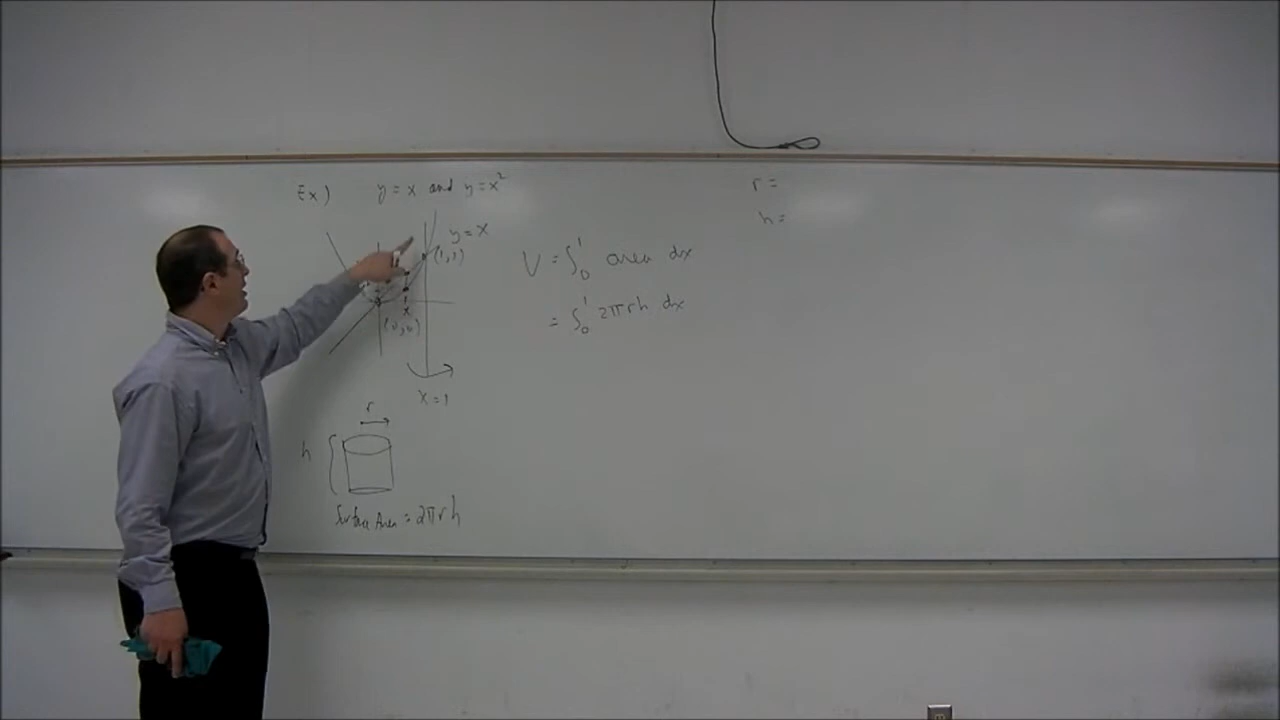 Ex) y = x and y = x²
y = x
(1,1)
x
(0,0)
x = 1
r
h
Surface Area = 2πrh
V = ∫₀¹ area dx
= ∫₀¹ 2πrh dx
r =
h =